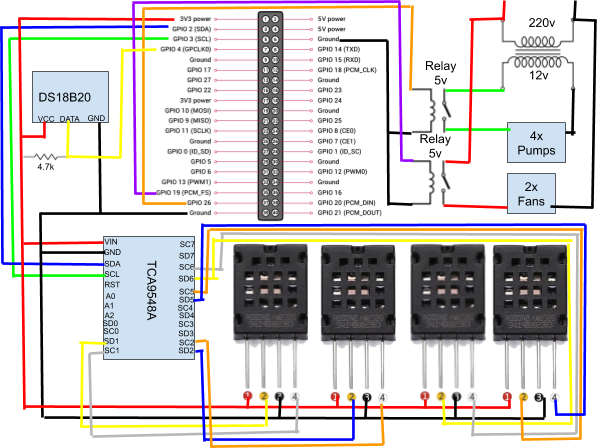 3V3 power 1 2 5V power
GPIO 2 (SDA) 5V power
GPIO 3 (SCL) Ground
GPIO 4 (GPCLK0) GPIO 14 (TXD)
Ground GPIO 15 (RXD)
GPIO 17 GPIO 18 (PCM_CLK)
GPIO 27 Ground
GPIO 22 GPIO 23
3V3 power GPIO 24
GPIO 10 (MOSI) Ground
GPIO 9 (MISO) GPIO 25
GPIO 11 (SCLK) GPIO 8 (CE0)
Ground GPIO 7 (CE1)
GPIO 0 (ID_SD) GPIO 1 (ID_SC)
GPIO 5 Ground
GPIO 6 GPIO 12 (PWM0)
GPIO 13 (PWM1) Ground
GPIO 19 (PCM_FS) GPIO 16
GPIO 26 GPIO 20 (PCM_DIN)
Ground GPIO 21 (PCM_DOUT)
DS18B20
VCC DATA GND
4.7k
Relay
5v
Relay
5v
220v
12v
4x
Pumps
2x
Fans
TCA9548A
VIN
GND
SDA
SCL
RST
A0
A1
A2
SD0
SC0
SD1
SC1
SC7
SD7
SC6
SD6
SC5
SD5
SC4
SD4
SC3
SD3
SC2
SD2
1 2 3 4
1 2 3 4
1 2 3 4
1 2 3 4